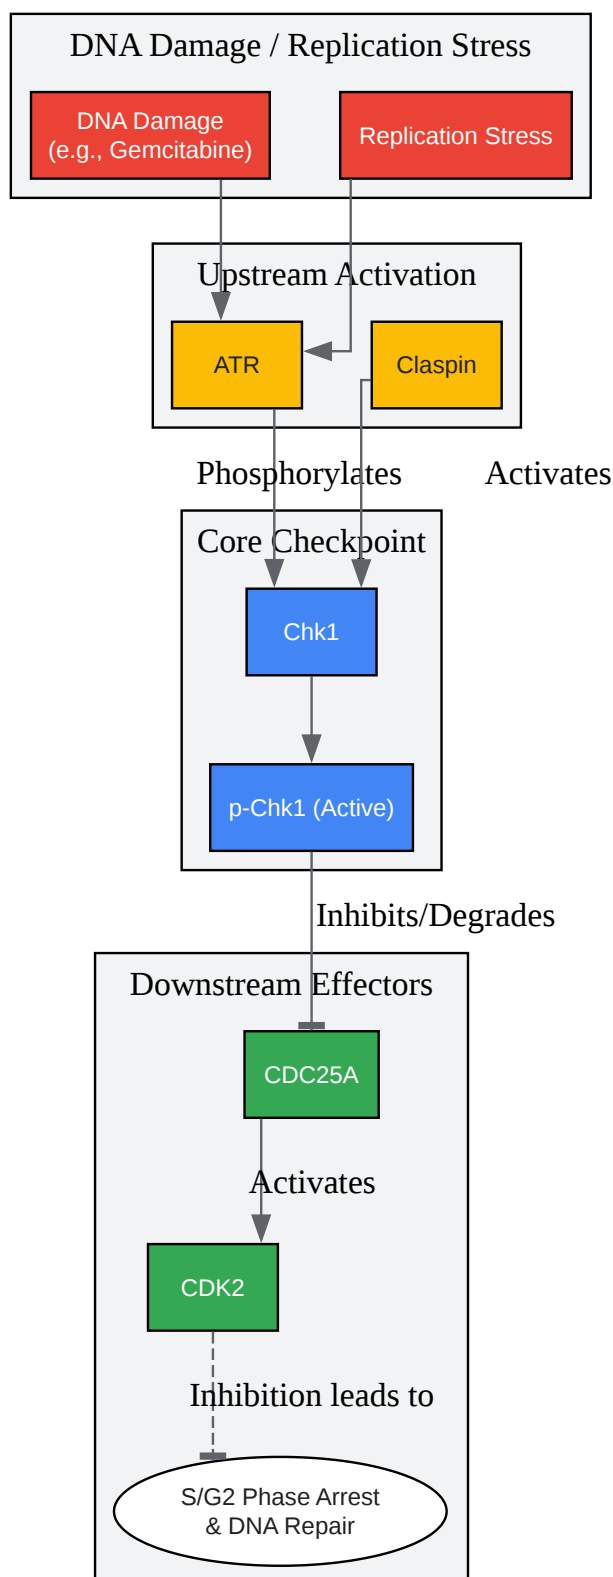 DNA Damage / Replication Stress
DNA Damage
(e.g., Gemcitabine)
Replication Stress
Upstream Activation
ATR
Claspin
Phosphorylates
Activates
Core Checkpoint
Chk1
p-Chk1 (Active)
Inhibits/Degrades
Downstream Effectors
CDC25A
Activates
CDK2
Inhibition leads to
S/G2 Phase Arrest
& DNA Repair